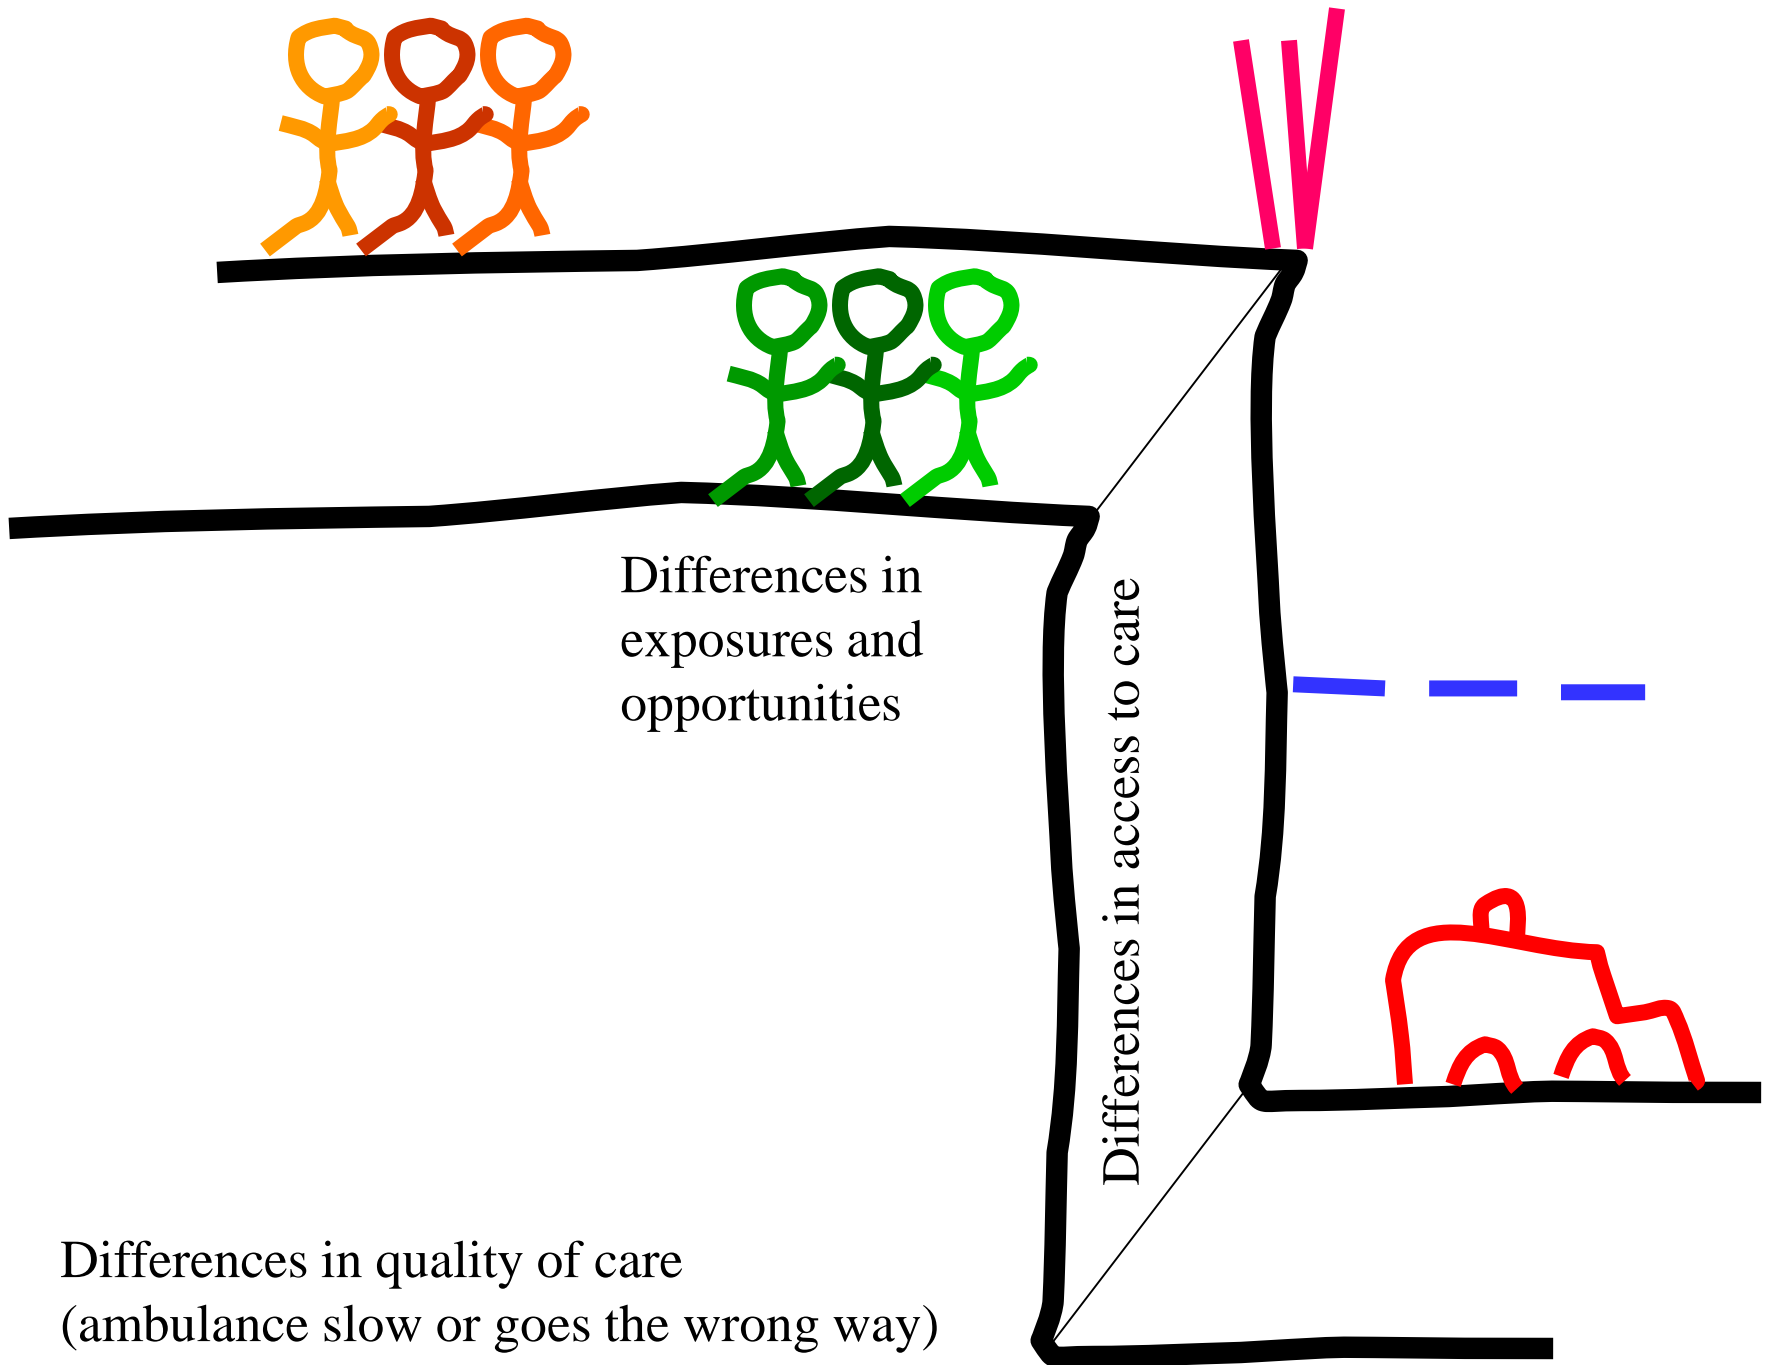 Differences in
exposures and
opportunities
Differences in access to care
Differences in quality of care
(ambulance slow or goes the wrong way)